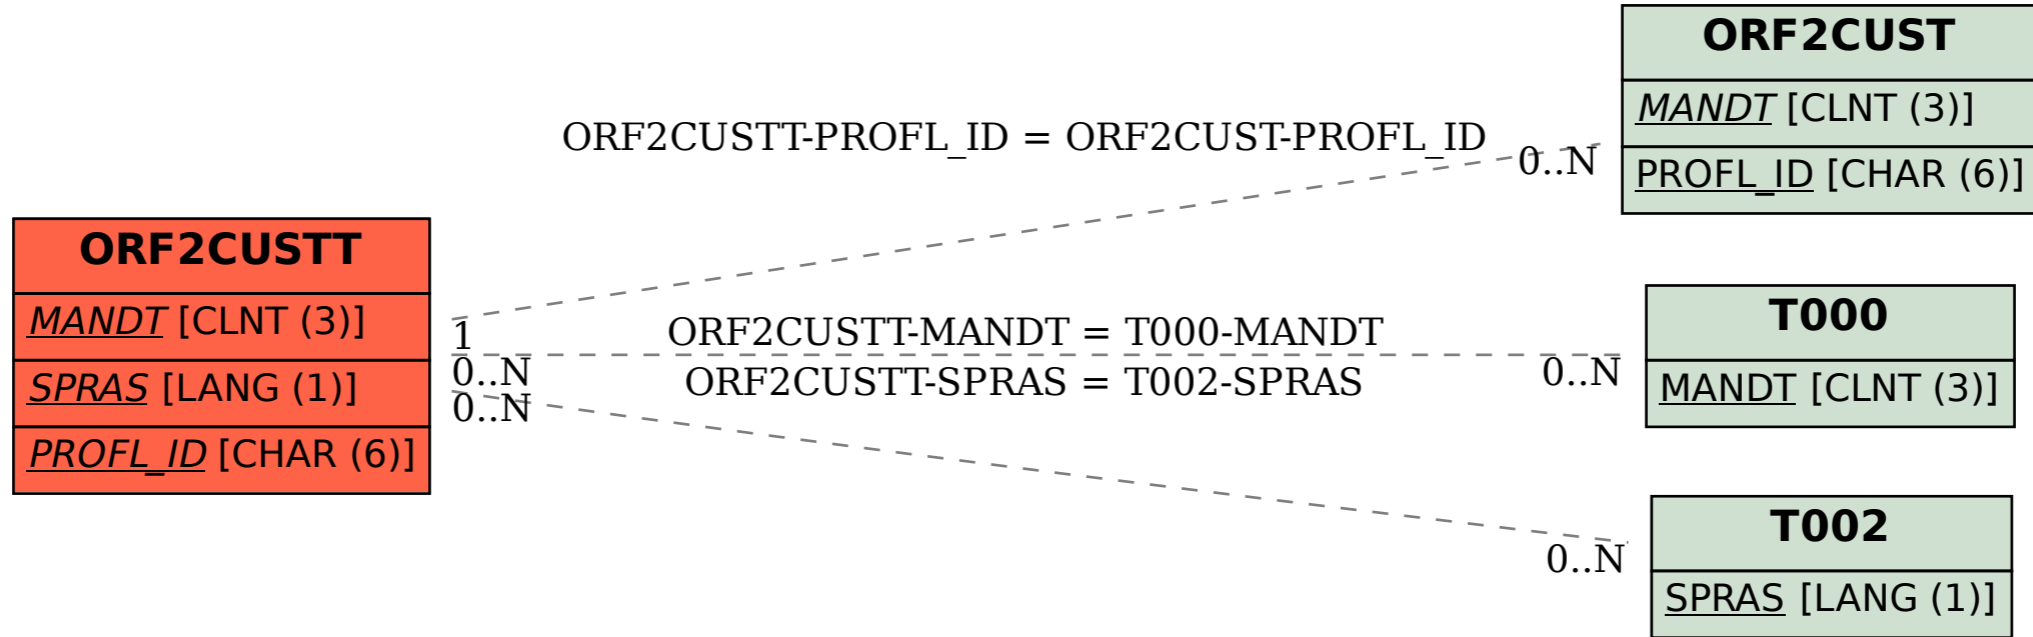 ORF2CUST
MANDT [CLNT (3)]
PROFL_ID [CHAR (6)]
ORF2CUSTT-PROFL_ID = ORF2CUST-PROFL_ID
0..N
ORF2CUSTT
MANDT [CLNT (3)]
SPRAS [LANG (1)]
PROFL_ID [CHAR (6)]
1
ORF2CUSTT-MANDT = T000-MANDT
0..N
0..N
ORF2CUSTT-SPRAS = T002-SPRAS
0..N
0..N
T000
MANDT [CLNT (3)]
T002
SPRAS [LANG (1)]